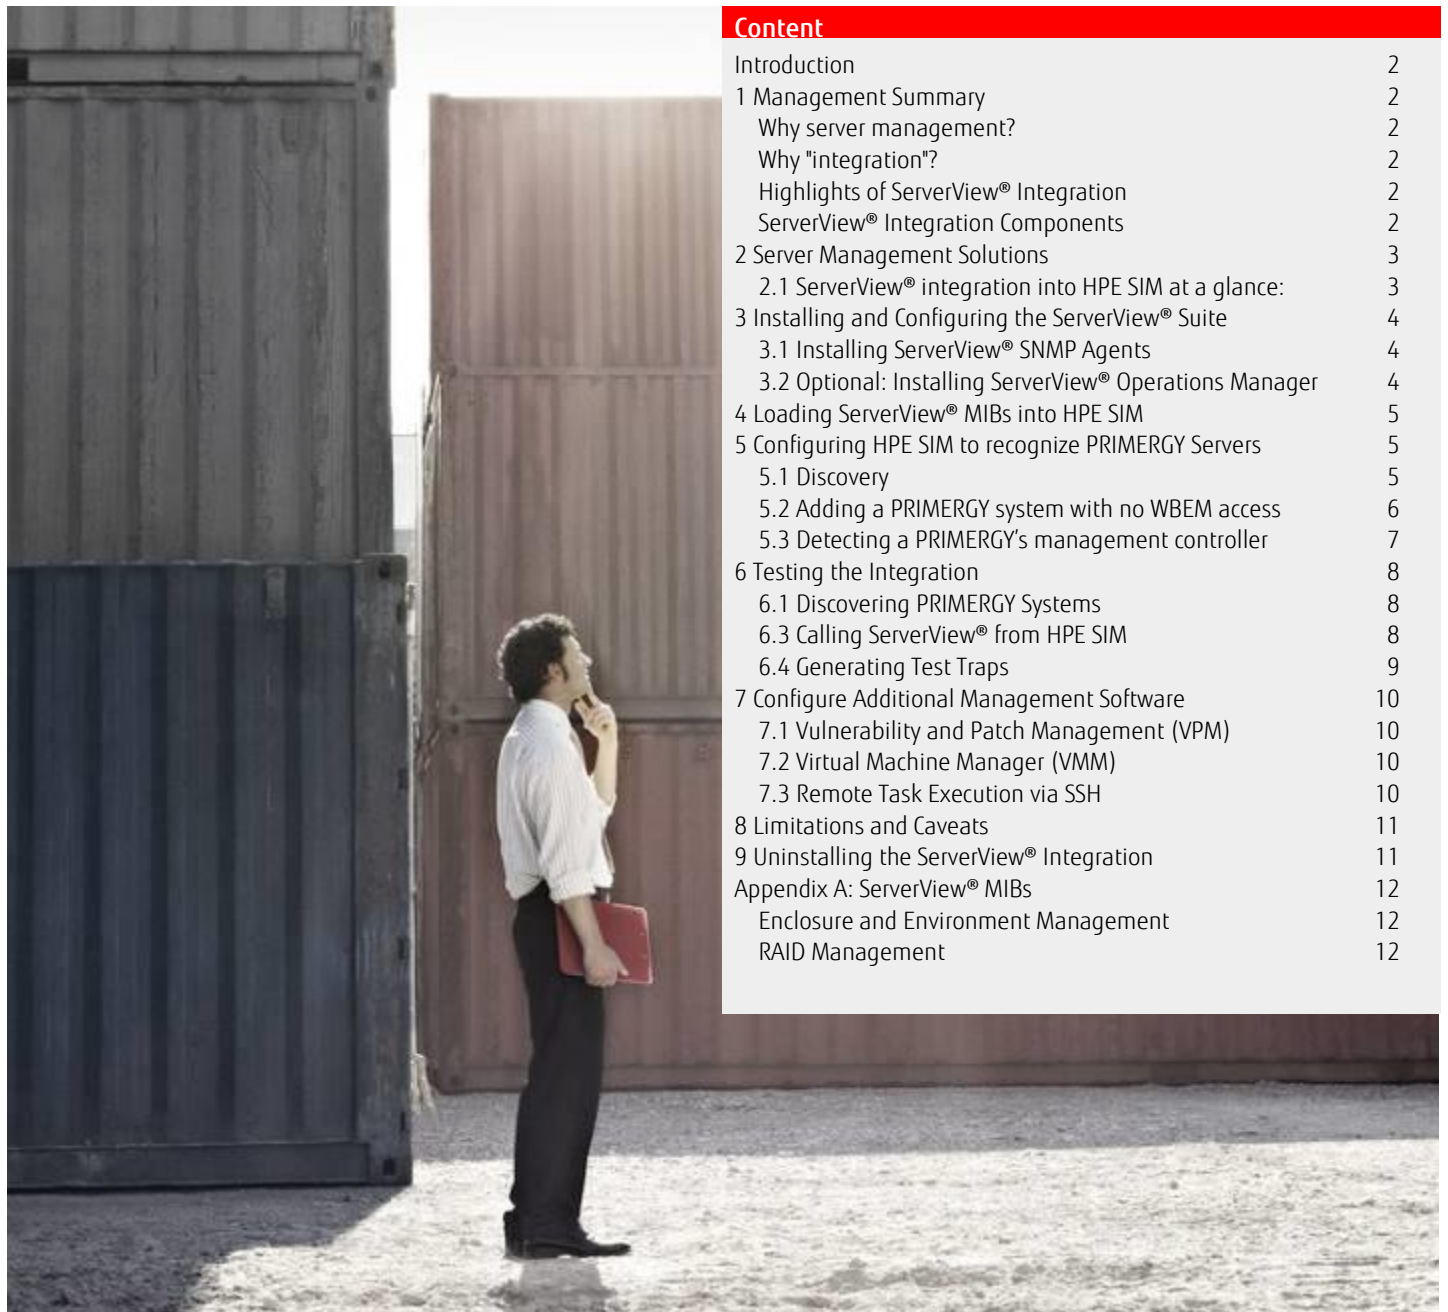 Content
Introduction 2
1 Management Summary 2
Why server management? 2
Why "integration"? 2
Highlights of ServerView® Integration 2
ServerView® Integration Components 2
2 Server Management Solutions 3
2.1 ServerView® integration into HPE SIM at a glance: 3
3 Installing and Configuring the ServerView® Suite 4
3.1 Installing ServerView® SNMP Agents 4
3.2 Optional: Installing ServerView® Operations Manager 4
4 Loading ServerView® MIBs into HPE SIM 5
5 Configuring HPE SIM to recognize PRIMERGY Servers 5
5.1 Discovery 5
5.2 Adding a PRIMERGY system with no WBEM access 6
5.3 Detecting a PRIMERGY’s management controller 7
6 Testing the Integration 8
6.1 Discovering PRIMERGY Systems 8
6.3 Calling ServerView® from HPE SIM 8
6.4 Generating Test Traps 9
7 Configure Additional Management Software 10
7.1 Vulnerability and Patch Management (VPM) 10
7.2 Virtual Machine Manager (VMM) 10
7.3 Remote Task Execution via SSH 10
8 Limitations and Caveats 11
9 Uninstalling the ServerView® Integration 11
Appendix A: ServerView® MIBs 12
Enclosure and Environment Management 12
RAID Management 12